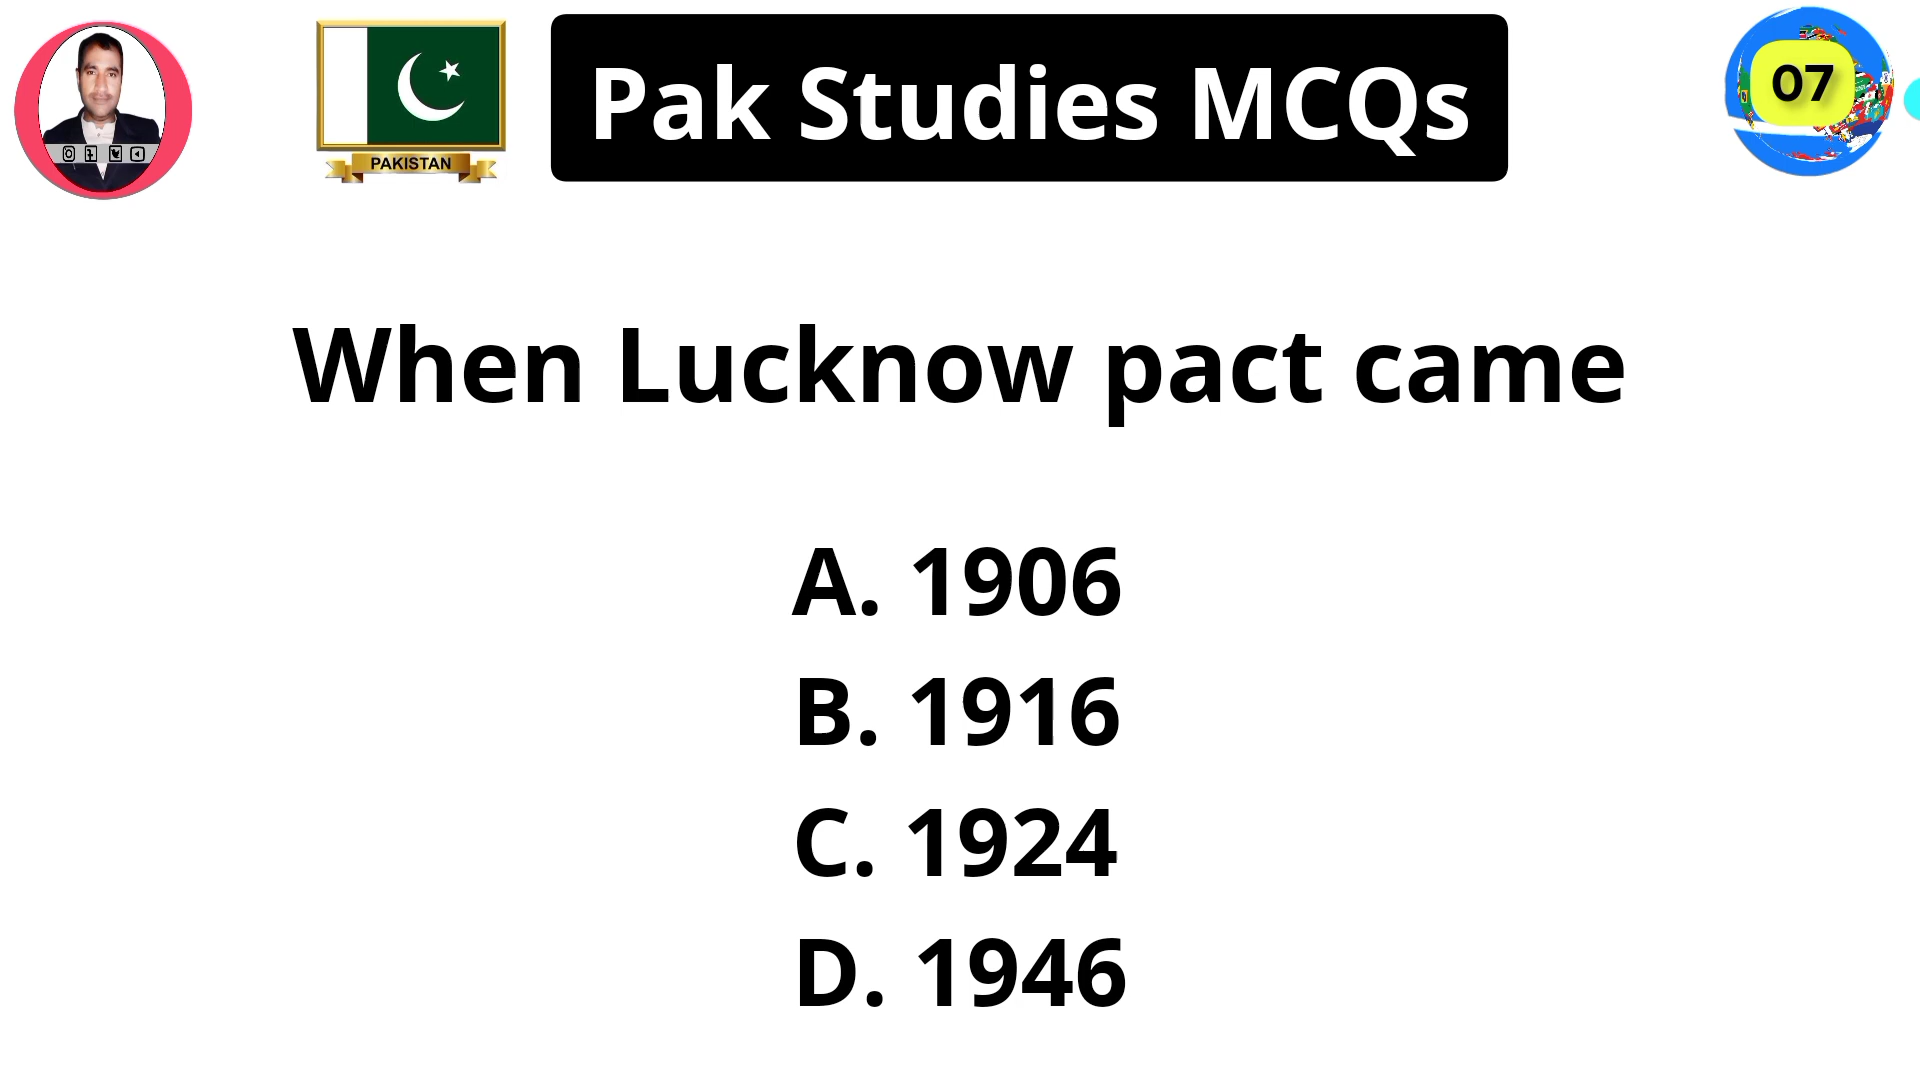 PAKISTAN
Pak Studies MCQs
07
When Lucknow pact came
A. 1906
B. 1916
C. 1924
D. 1946